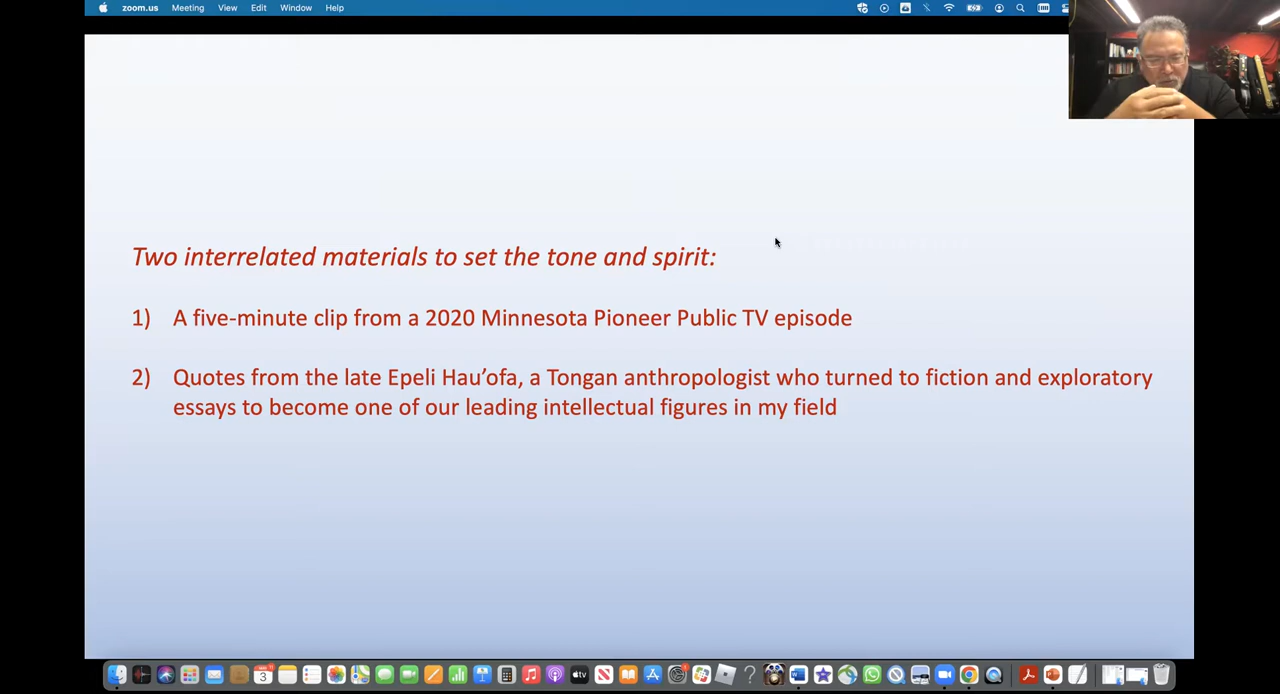 zoom.us Meeting View Edit Window Help
Two interrelated materials to set the tone and spirit:
1) A five-minute clip from a 2020 Minnesota Pioneer Public TV episode
2) Quotes from the late Epeli Hau’ofa, a Tongan anthropologist who turned to fiction and exploratory
essays to become one of our leading intellectual figures in my field
3
tv